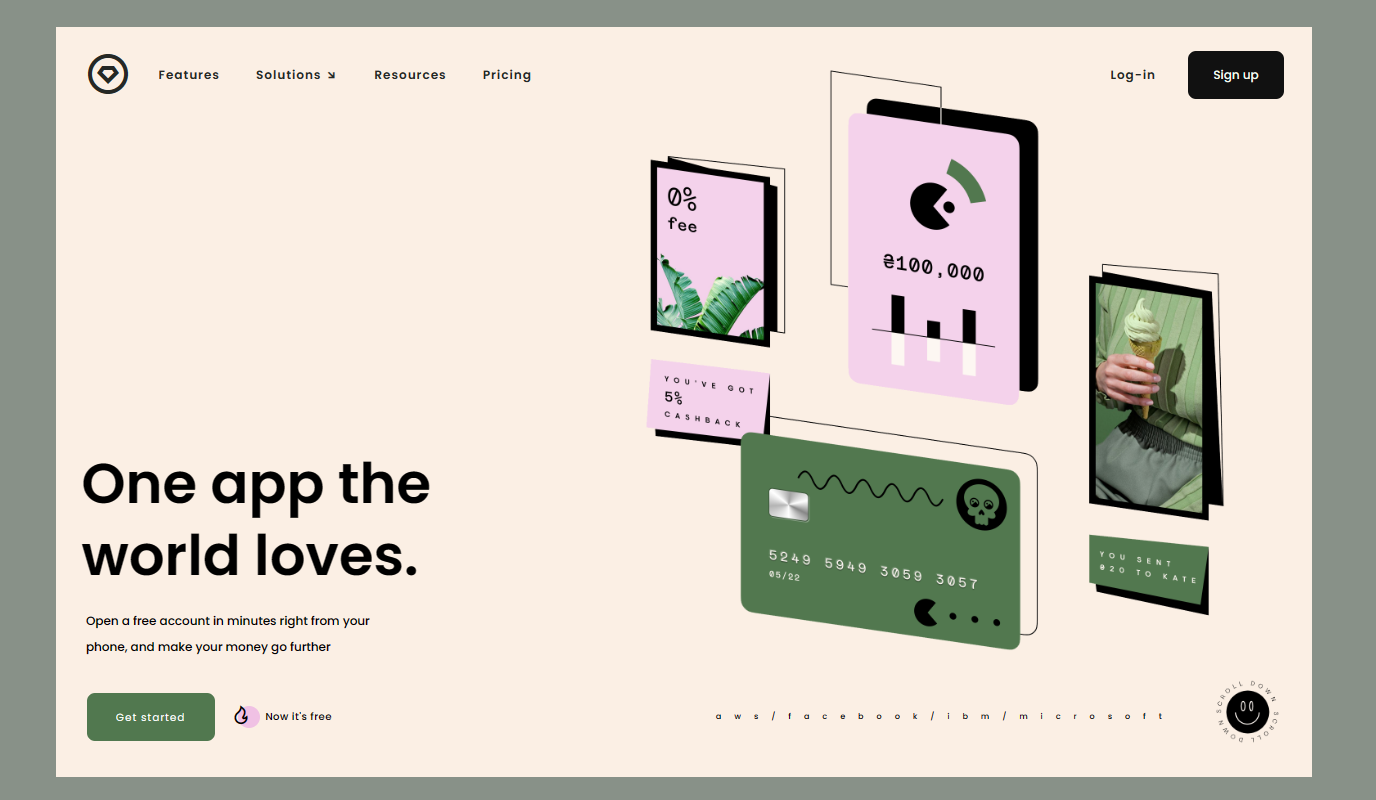 Features
Solutions
Resources
Pricing
Log-in
Sign up
0%
fee
₴100,000
YOU'VE GOT
5%
CASHBACK
One app the
world loves.
5249 5949 3059 3057
05/22
YOU SENT
₴20 TO KATE
Open a free account in minutes right from your
phone, and make your money go further
Get started
Now it's free
aws/facebook/ibm/microsoft
SCROLL DOWN SCROLL DOWN